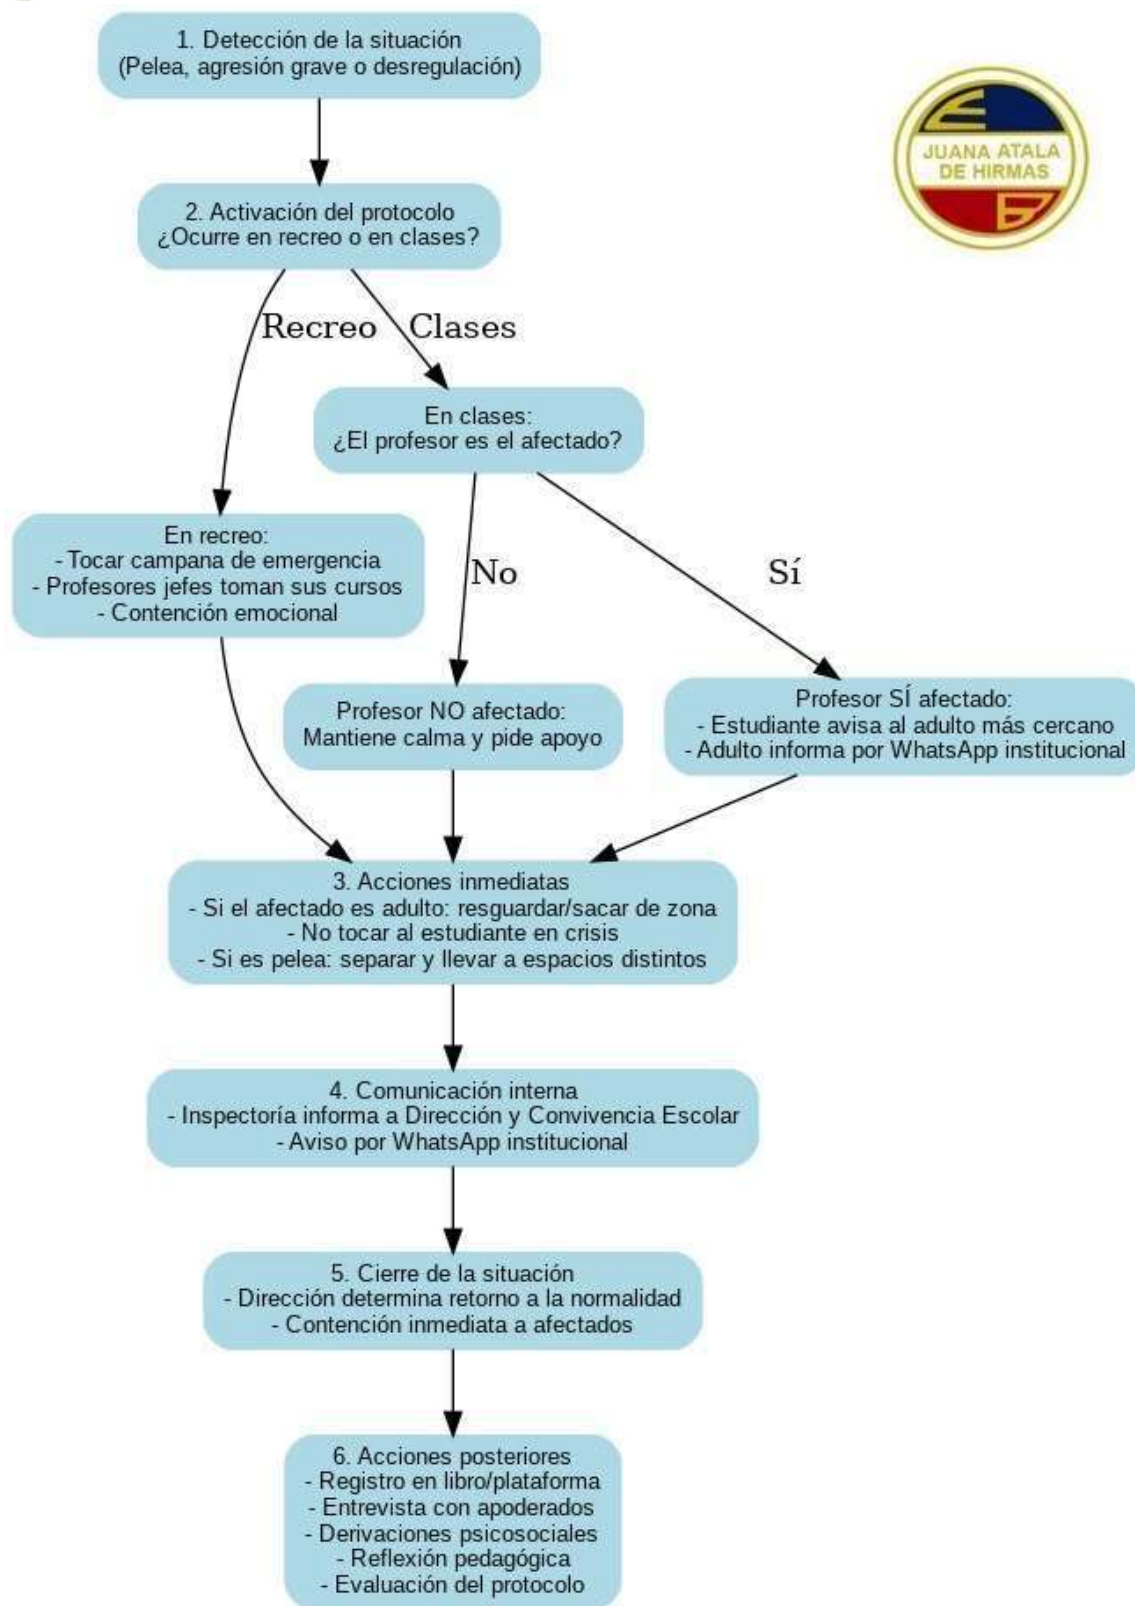 1. Detección de la situación
(Pelea, agresión grave o desregulación)
JUANA ATALA
DE HIRMAS
2. Activación del protocolo
¿Ocurre en recreo o en clases?
Recreo
Clases
En clases:
¿El profesor es el afectado?
En recreo:
- Tocar campana de emergencia
- Profesores jefes toman sus cursos
- Contención emocional
No
Sí
Profesor NO afectado:
Mantiene calma y pide apoyo
Profesor SÍ afectado:
- Estudiante avisa al adulto más cercano
- Adulto informa por WhatsApp institucional
3. Acciones inmediatas
- Si el afectado es adulto: resguardar/sacar de zona
- No tocar al estudiante en crisis
- Si es pelea: separar y llevar a espacios distintos
4. Comunicación interna
- Inspectoría informa a Dirección y Convivencia Escolar
- Aviso por WhatsApp institucional
5. Cierre de la situación
- Dirección determina retorno a la normalidad
- Contención inmediata a afectados
6. Acciones posteriores
- Registro en libro/plataforma
- Entrevista con apoderados
- Derivaciones psicosociales
- Reflexión pedagógica
- Evaluación del protocolo